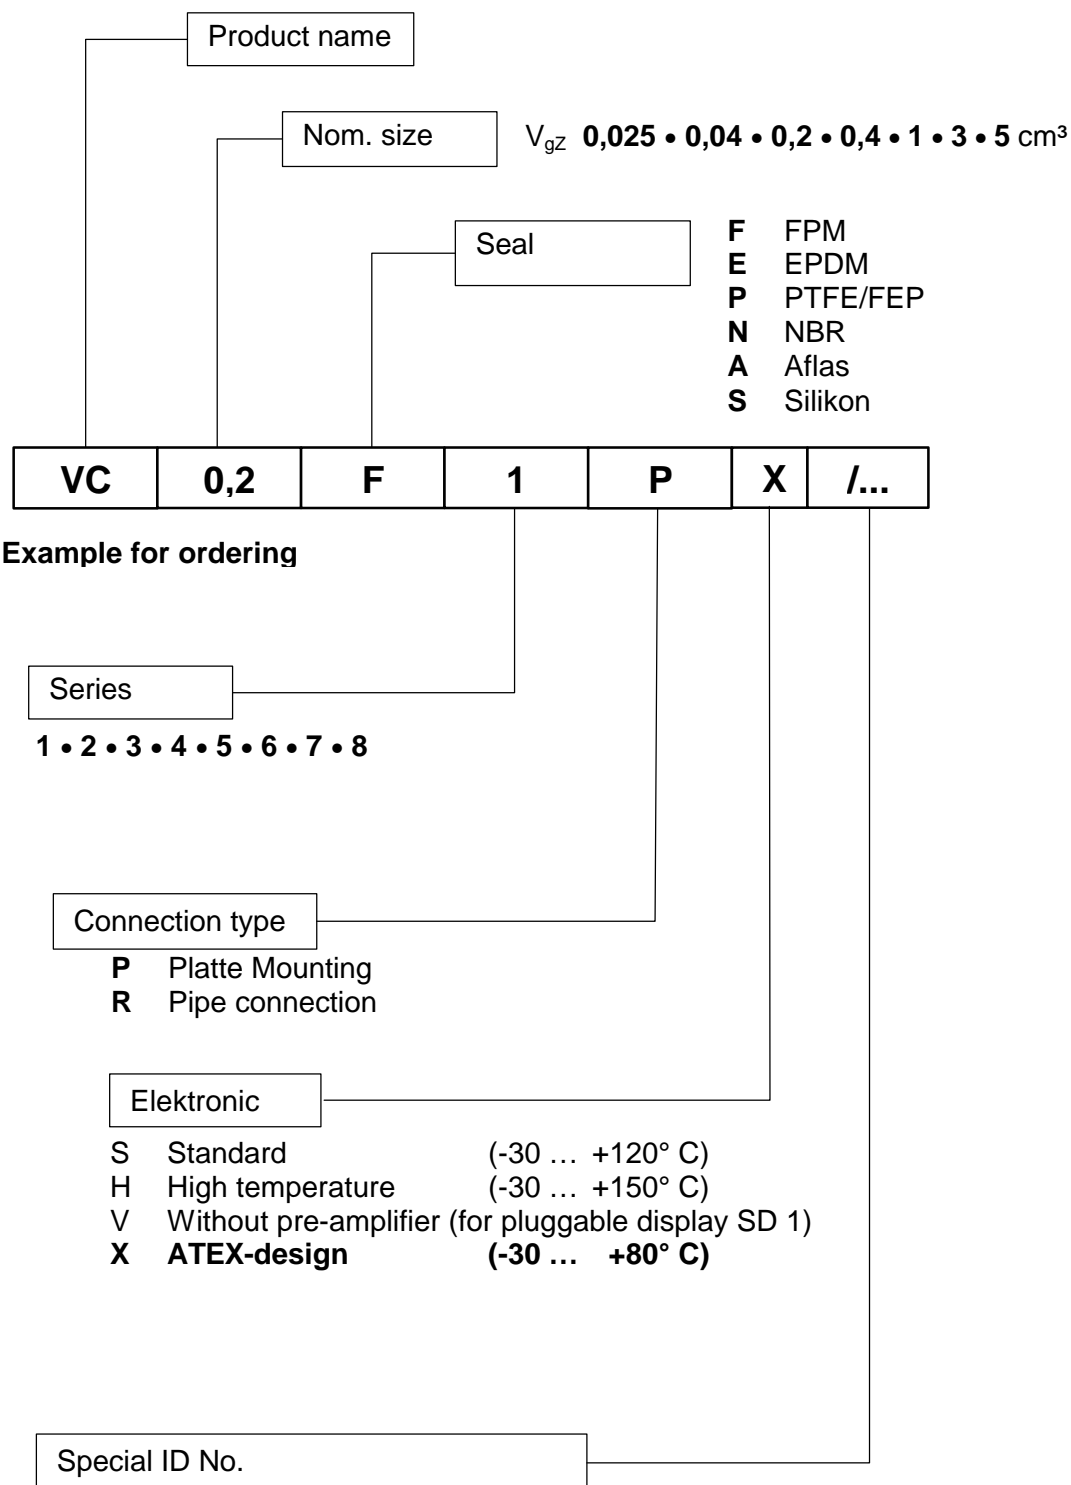 Product name
Nom. size V_gZ 0,025 • 0,04 • 0,2 • 0,4 • 1 • 3 • 5 cm³
Seal
F FPM
E EPDM
P PTFE/FEP
N NBR
A Aflas
S Silikon
VC 0,2 F 1 P X /...
Example for ordering
Series
1 • 2 • 3 • 4 • 5 • 6 • 7 • 8
Connection type
P Platte Mounting
R Pipe connection
Elektronic
S Standard (-30 … +120° C)
H High temperature (-30 … +150° C)
V Without pre-amplifier (for pluggable display SD 1)
X ATEX-design (-30 … +80° C)
Special ID No.